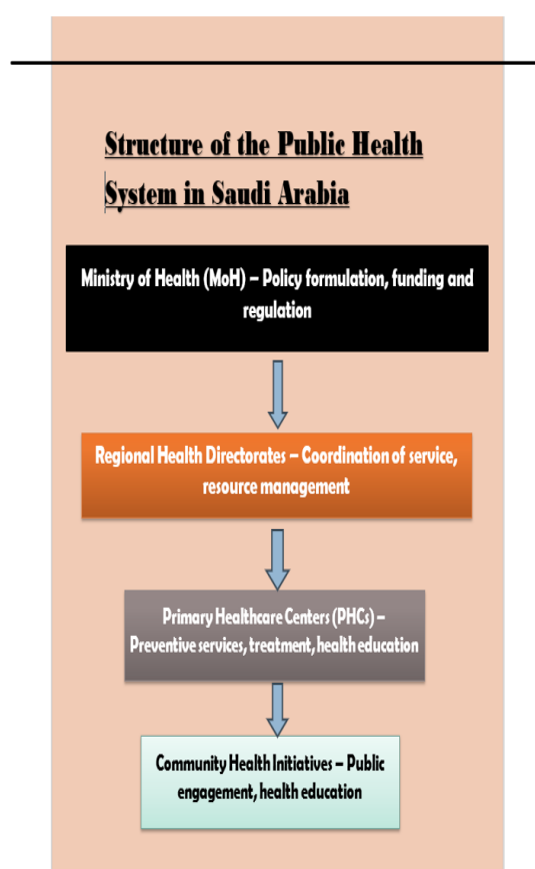 Structure of the Public Health
System in Saudi Arabia
Ministry of Health (MoH) – Policy formulation, funding and
regulation
Regional Health Directorates – Coordination of service,
resource management
Primary Healthcare Centers (PHCs) –
Preventive services, treatment, health education
Community Health Initiatives – Public
engagement, health education